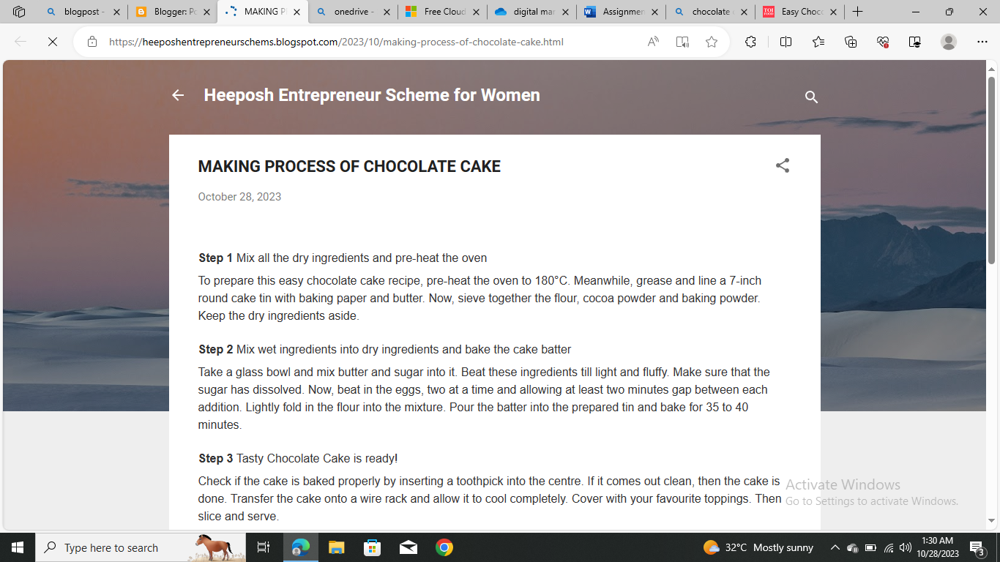 blogpost -
Blogger: Po
MAKING P
onedrive -
Free Cloud
digital mar
Assignmen
chocolate
TOI
FOOD
Easy Choco
https://heeposhentrepreneurschems.blogspot.com/2023/10/making-process-of-chocolate-cake.html
Heeposh Entrepreneur Scheme for Women
MAKING PROCESS OF CHOCOLATE CAKE
October 28, 2023
Step 1 Mix all the dry ingredients and pre-heat the oven
To prepare this easy chocolate cake recipe, pre-heat the oven to 180°C. Meanwhile, grease and line a 7-inch
round cake tin with baking paper and butter. Now, sieve together the flour, cocoa powder and baking powder.
Keep the dry ingredients aside.
Step 2 Mix wet ingredients into dry ingredients and bake the cake batter
Take a glass bowl and mix butter and sugar into it. Beat these ingredients till light and fluffy. Make sure that the
sugar has dissolved. Now, beat in the eggs, two at a time and allowing at least two minutes gap between each
addition. Lightly fold in the flour into the mixture. Pour the batter into the prepared tin and bake for 35 to 40
minutes.
Step 3 Tasty Chocolate Cake is ready!
Check if the cake is baked properly by inserting a toothpick into the centre. If it comes out clean, then the cake is
done. Transfer the cake onto a wire rack and allow it to cool completely. Cover with your favourite toppings. Then
slice and serve.
Activate Windows
Go to Settings to activate Windows.
Type here to search
32°C Mostly sunny
1:30 AM
10/28/2023
3